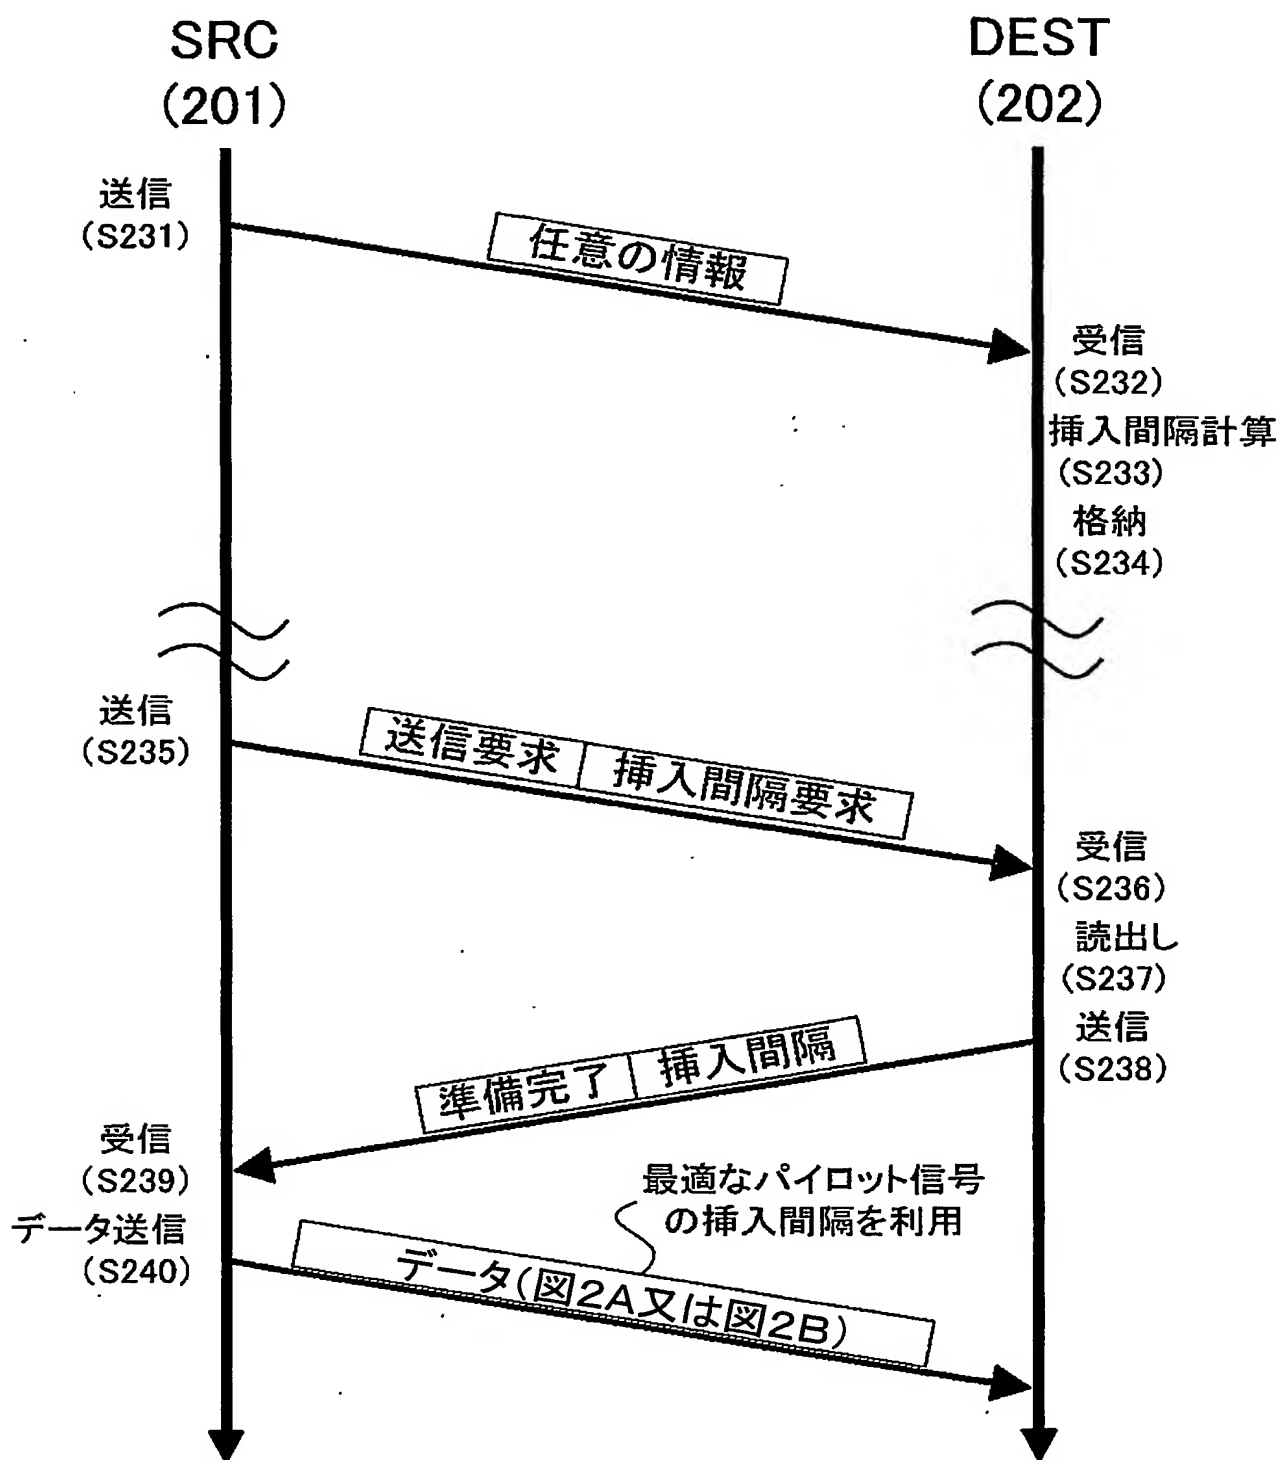 SRC
(201)
DEST
(202)
送信
(S231)
任意の情報
受信
(S232)
挿入間隔計算
(S233)
格納
(S234)
送信
(S235)
送信要求
挿入間隔要求
受信
(S236)
読出し
(S237)
送信
(S238)
準備完了
挿入間隔
受信
(S239)
最適なパイロット信号
の挿入間隔を利用
データ送信
(S240)
データ(図2A又は図2B)